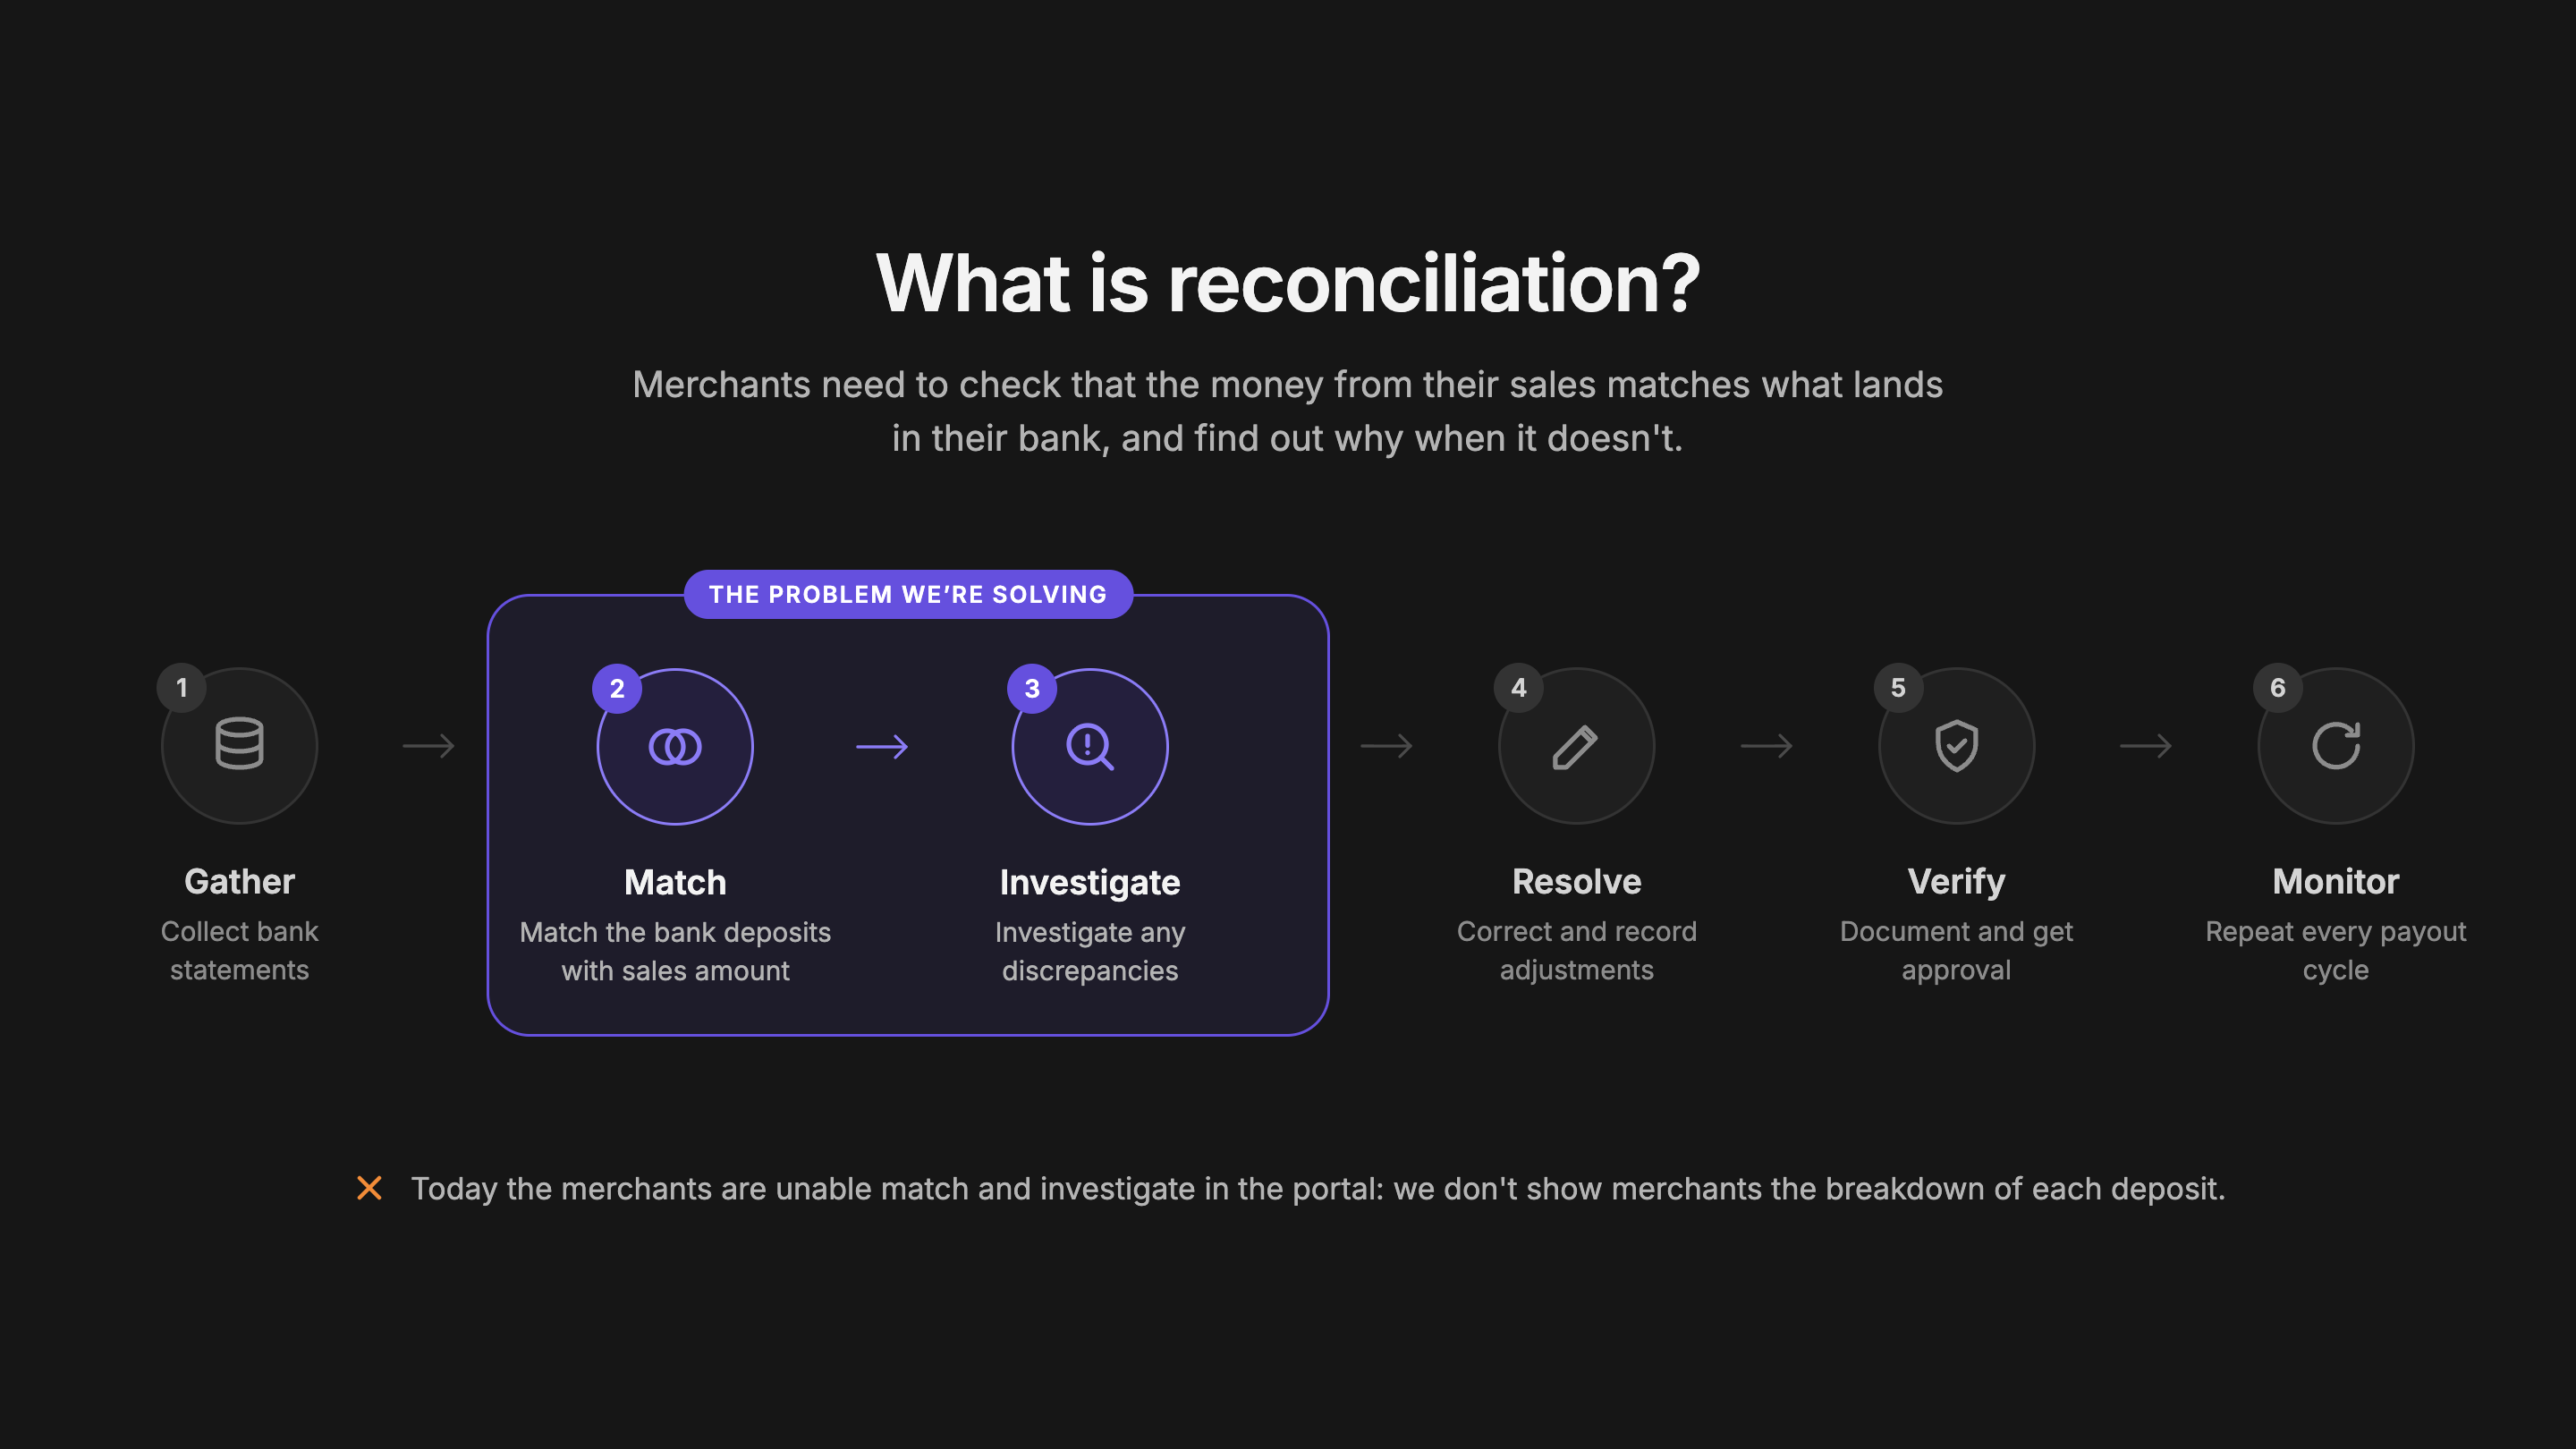 What is reconciliation?
Merchants need to check that the money from their sales matches what lands
in their bank, and find out why when it doesn't.
THE PROBLEM WE’RE SOLVING
1
Gather
Collect bank
statements
2
Match
Match the bank deposits
with sales amount
3
Investigate
Investigate any
discrepancies
4
Resolve
Correct and record
adjustments
5
Verify
Document and get
approval
6
Monitor
Repeat every payout
cycle
Today the merchants are unable match and investigate in the portal: we don't show merchants the breakdown of each deposit.